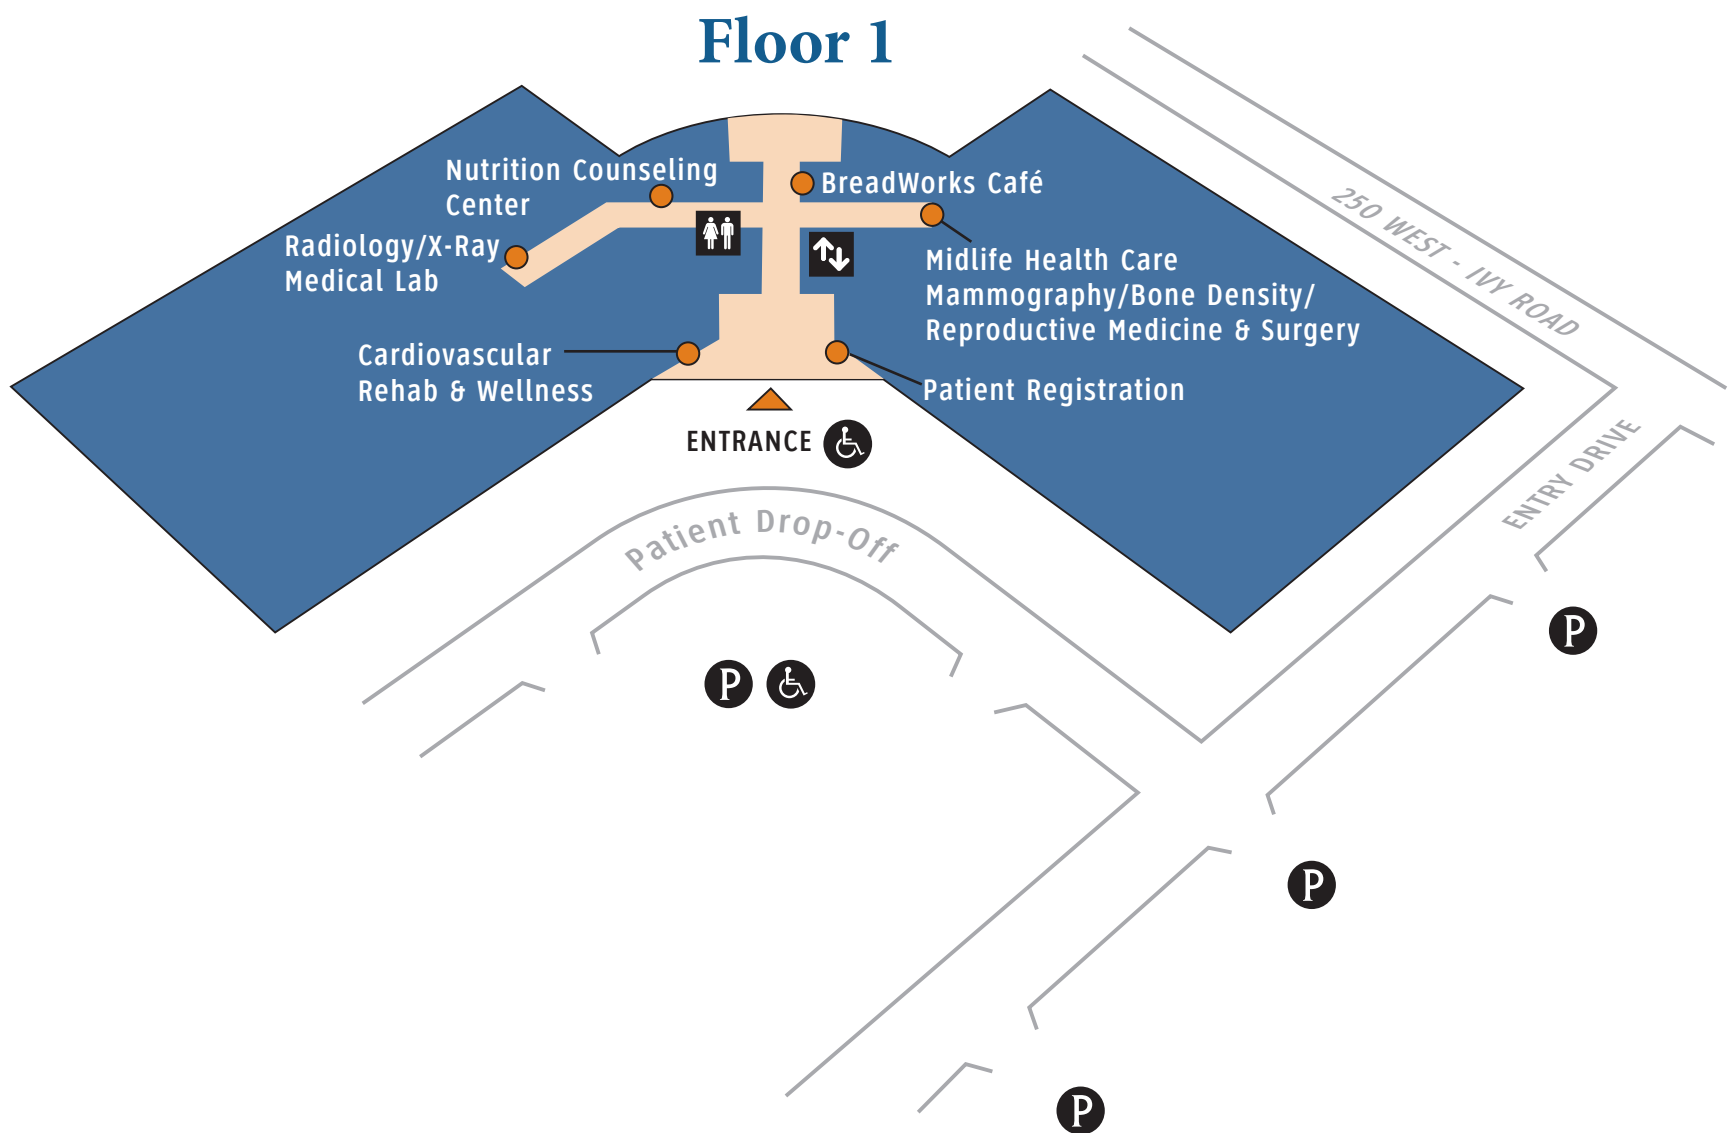 Floor 1
Nutrition Counseling
Center
BreadWorks Café
Radiology/X-Ray
Medical Lab
Midlife Health Care
Mammography/Bone Density/
Reproductive Medicine & Surgery
Cardiovascular
Rehab & Wellness
Patient Registration
ENTRANCE
Patient Drop-Off
250 WEST - IVY ROAD
ENTRY DRIVE
P
P
P
P